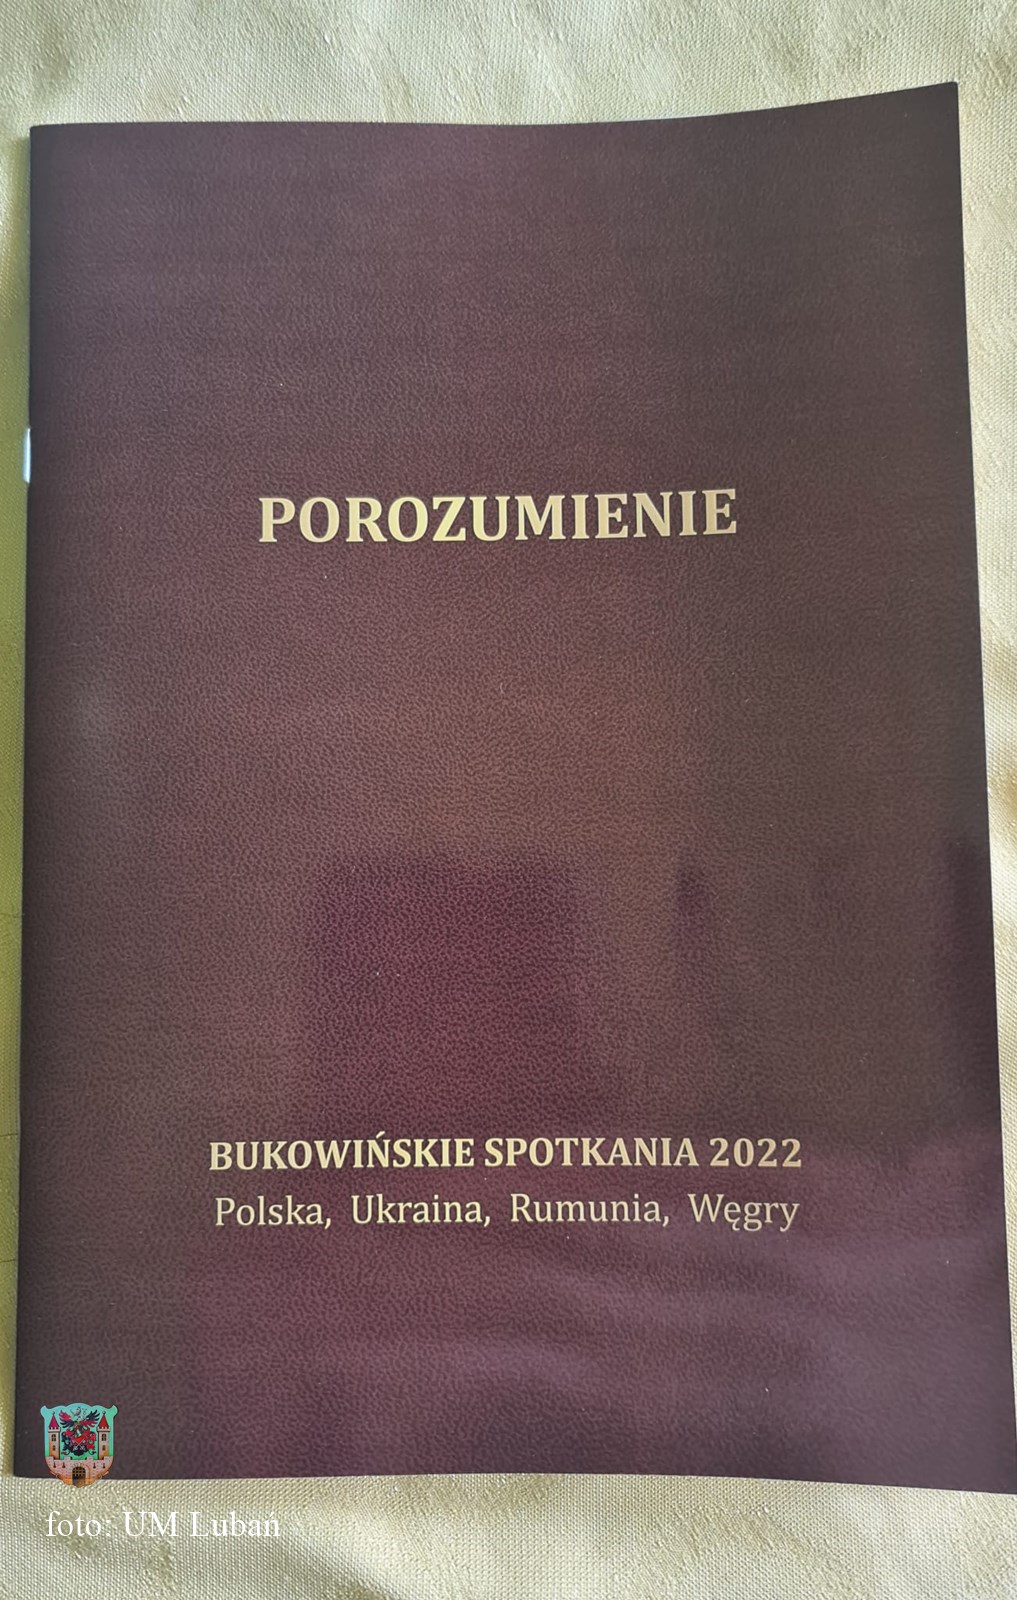 POROZUMIENIE
BUKOWIŃSKIE SPOTKANIA 2022
Polska, Ukraina, Rumunia, Węgry
foto: UM Lubań